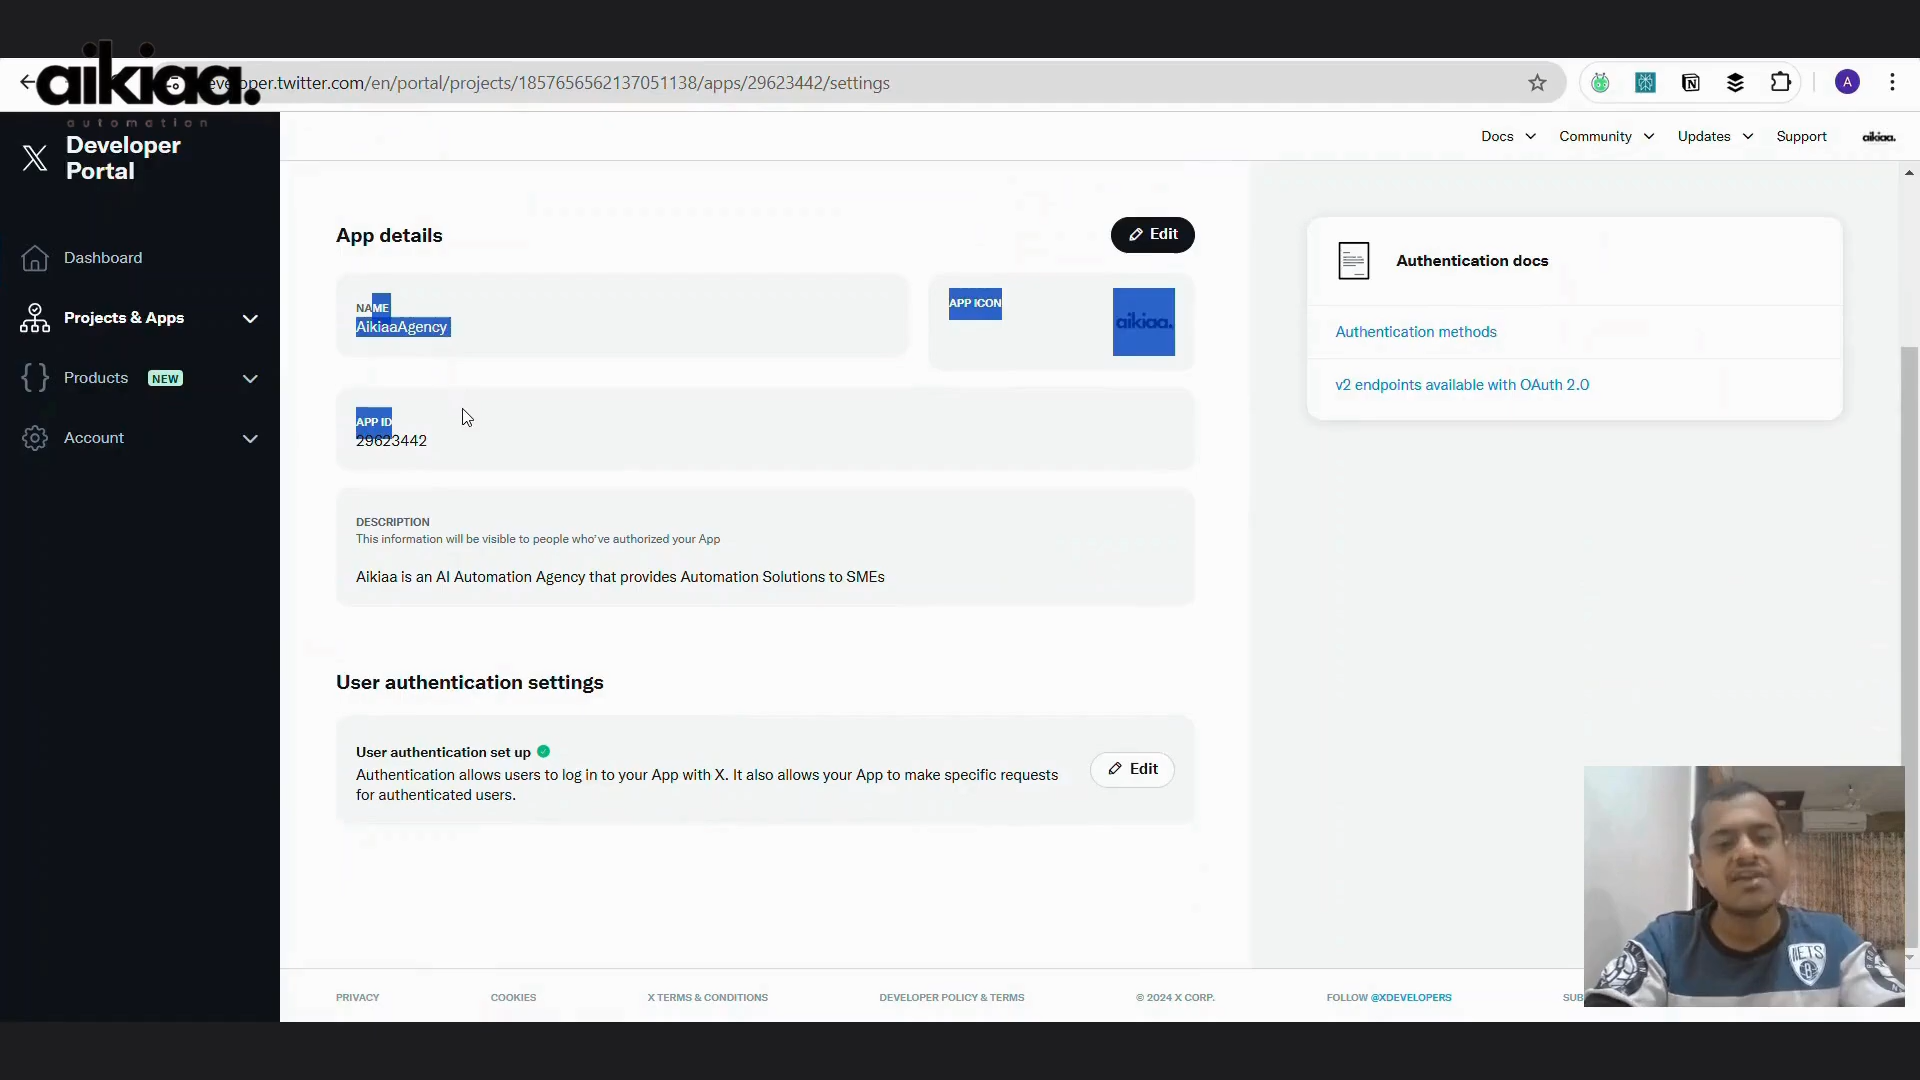 aikiaa.
automation
eveloper.twitter.com/en/portal/projects/1857656562137051138/apps/29623442/settings
A
Developer
Portal
Docs
Community
Updates
Support
aikiaa.
Dashboard
Projects & Apps
Products NEW
Account
App details
Edit
NAME
AikiaaAgency
APP ICON
aikiaa.
APP ID
29623442
DESCRIPTION
This information will be visible to people who've authorized your App
Aikiaa is an AI Automation Agency that provides Automation Solutions to SMEs
User authentication settings
User authentication set up
Authentication allows users to log in to your App with X. It also allows your App to make specific requests
for authenticated users.
Edit
Authentication docs
Authentication methods
v2 endpoints available with OAuth 2.0
PRIVACY
COOKIES
X TERMS & CONDITIONS
DEVELOPER POLICY & TERMS
© 2024 X CORP.
FOLLOW @XDEVELOPERS
SUB
NETS
B